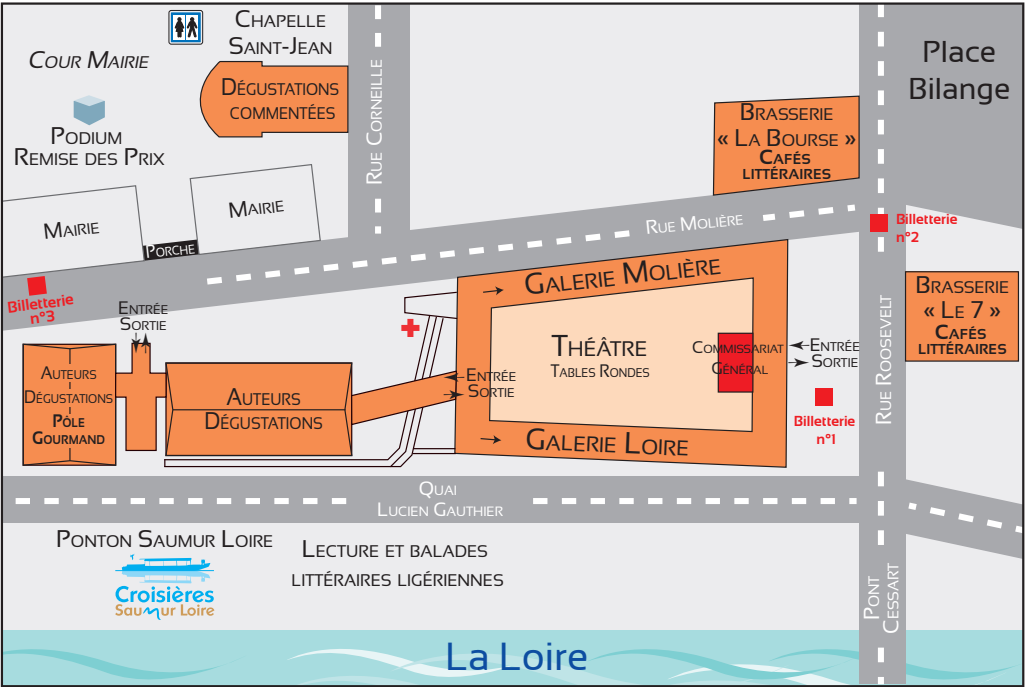 Cour Mairie
Podium
Remise des Prix
Chapelle
Saint-Jean
Dégustations
commentées
Rue Corneille
Brasserie
« La Bourse »
Cafés
littéraires
Place
Bilange
Mairie
Porche
Mairie
Rue Molière
Billetterie
n°2
Billetterie
n°3
Entrée
Sortie
Galerie Molière
Théâtre
Tables Rondes
Commissariat
Général
Entrée
Sortie
Billetterie
n°1
Rue Roosevelt
Brasserie
« Le 7 »
Cafés
littéraires
Auteurs
Dégustations
Pôle
Gourmand
Auteurs
Dégustations
Entrée
Sortie
Galerie Loire
Quai
Lucien Gauthier
Ponton Saumur Loire
Croisières
Saumur Loire
Lecture et balades
littéraires ligériennes
Pont
Cessart
La Loire